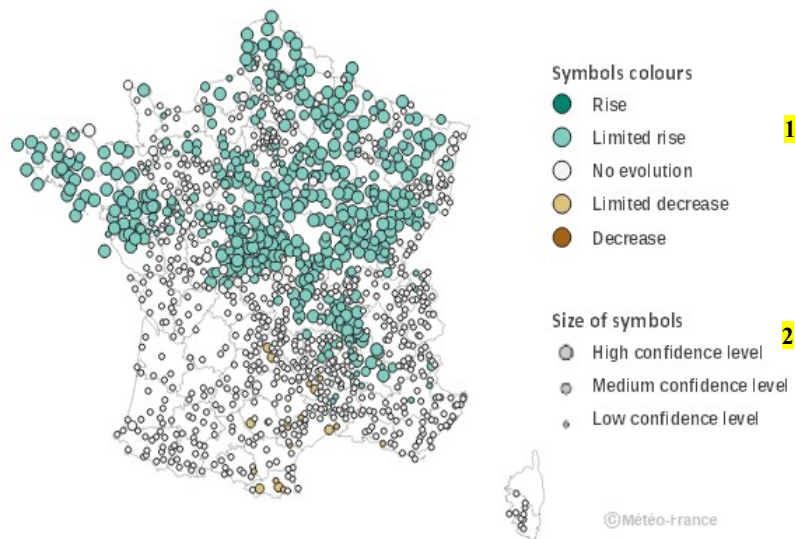 Symbols colours
Rise
Limited rise
1
No evolution
Limited decrease
Decrease
Size of symbols
2
High confidence level
Medium confidence level
Low confidence level
©Météo-France